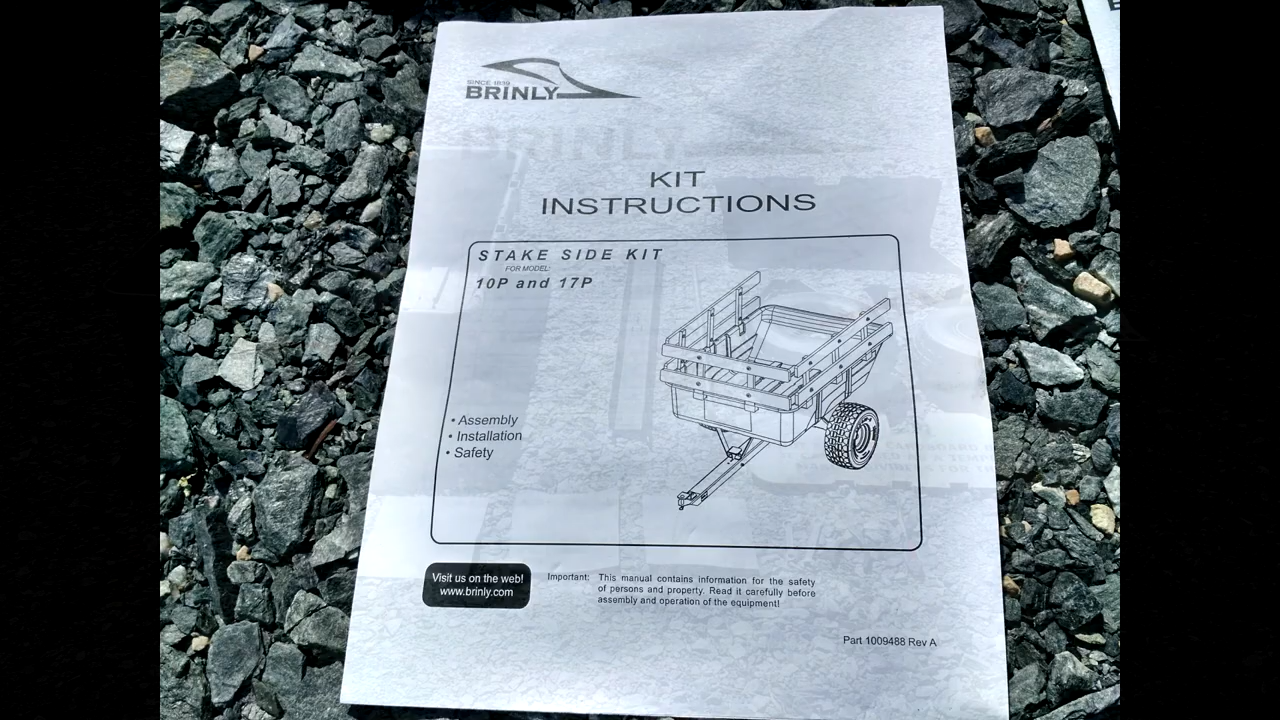 SINCE 1839
BRINLY
KIT
INSTRUCTIONS
STAKE SIDE KIT
FOR MODEL:
10P and 17P
• Assembly
• Installation
• Safety
Visit us on the web!
www.brinly.com
Important: This manual contains information for the safety
of persons and property. Read it carefully before
assembly and operation of the equipment!
Part 1009488 Rev A